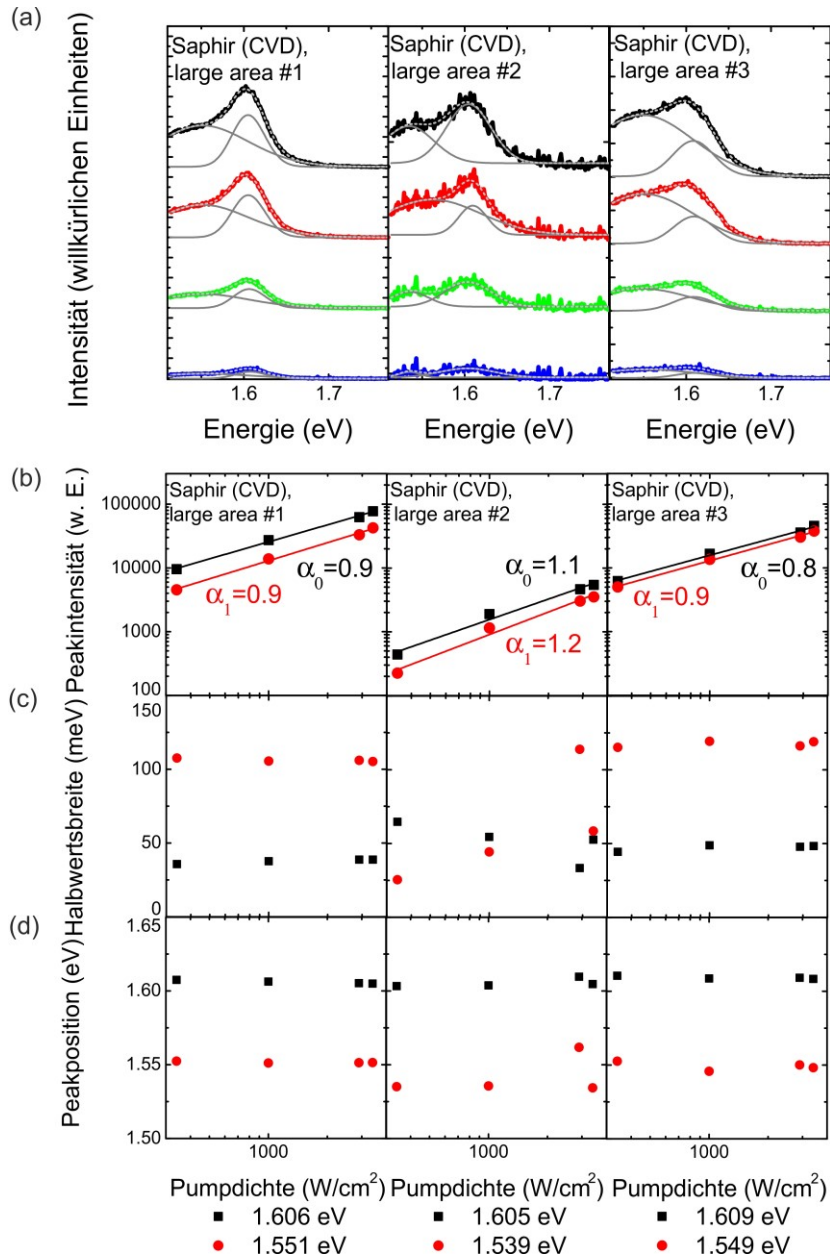 (a)
Intensität (willkürlichen Einheiten)
Saphir (CVD),
large area #1
Saphir (CVD),
large area #2
Saphir (CVD),
large area #3
1.6 1.7 1.6 1.7 1.6 1.7
Energie (eV) Energie (eV) Energie (eV)
(b)
Peakintensität (w. E.)
100000
10000
1000
100
Saphir (CVD),
large area #1
α0=0.9
α1=0.9
Saphir (CVD),
large area #2
α0=1.1
α1=1.2
Saphir (CVD),
large area #3
α0=0.8
α1=0.9
(c)
Halbwertsbreite (meV)
150
100
50
0
(d)
Peakposition (eV)
1.65
1.60
1.55
1.50
1000 1000 1000
Pumpdichte (W/cm²) Pumpdichte (W/cm²) Pumpdichte (W/cm²)
1.606 eV 1.605 eV 1.609 eV
1.551 eV 1.539 eV 1.549 eV